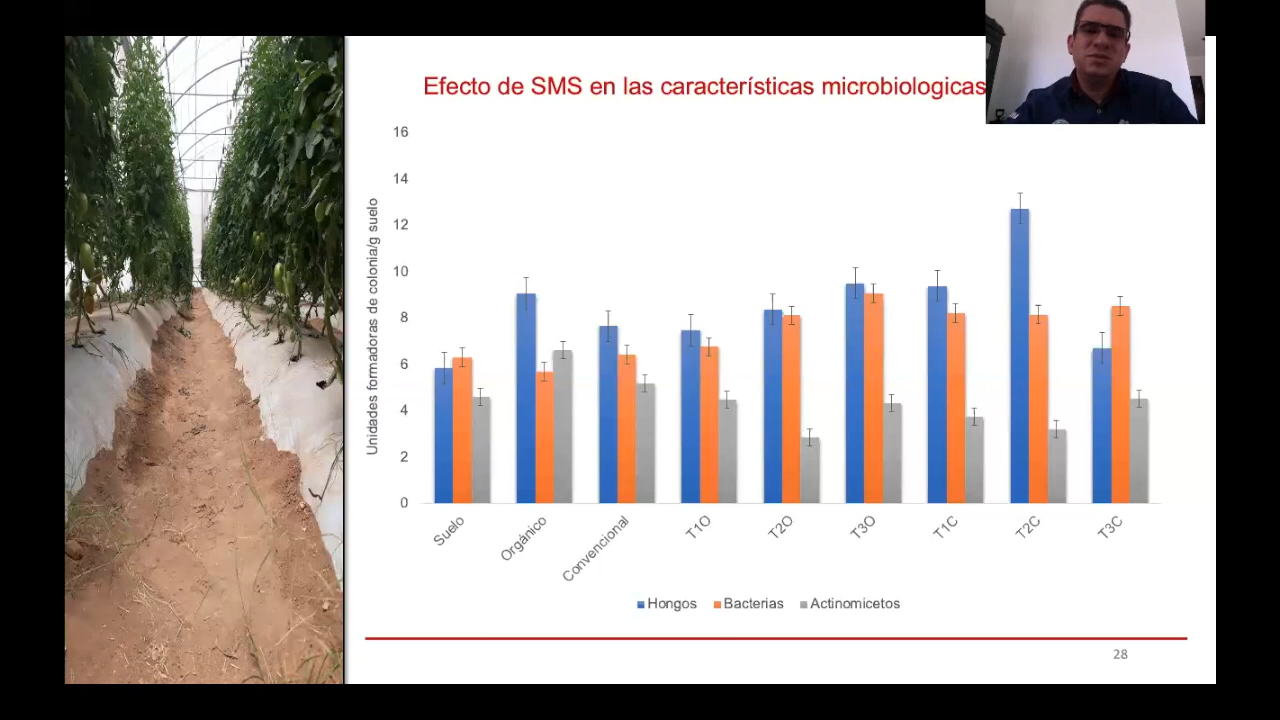 Efecto de SMS en las características microbiologicas
16
14
12
10
8
6
4
2
0
Unidades formadoras de colonia/g suelo
Suelo
Orgánico
Convencional
T1O
T2O
T3O
T1C
T2C
T3C
Hongos Bacterias Actinomicetos
28